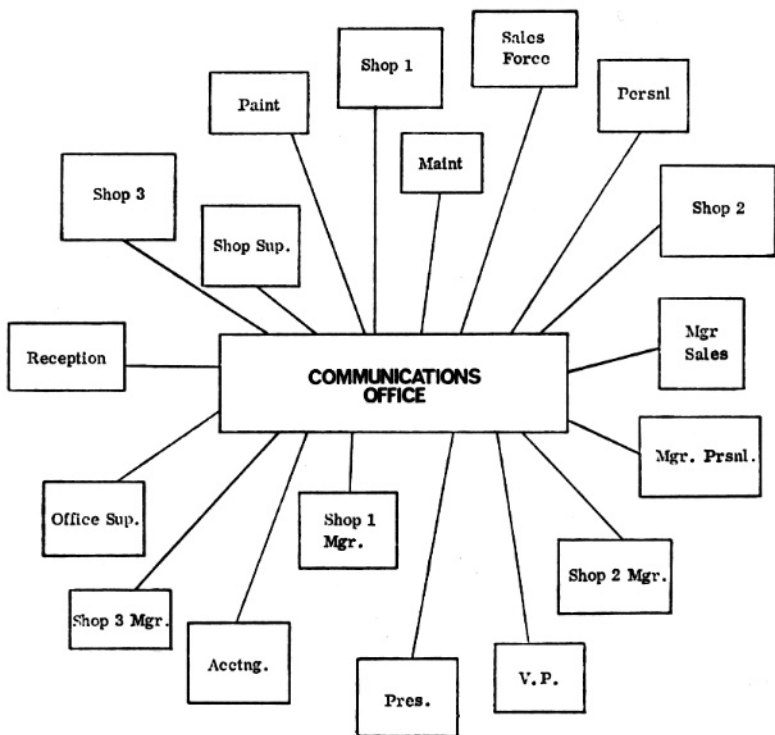 Sales
Force
Shop 1
Persnl
Paint
Maint
Shop 3
Shop 2
Shop Sup.
Mgr
Sales
Reception
COMMUNICATIONS
OFFICE
Mgr. Prsnl.
Office Sup.
Shop 1
Mgr.
Shop 2 Mgr.
Shop 3 Mgr.
Acctng.
V.P.
Pres.